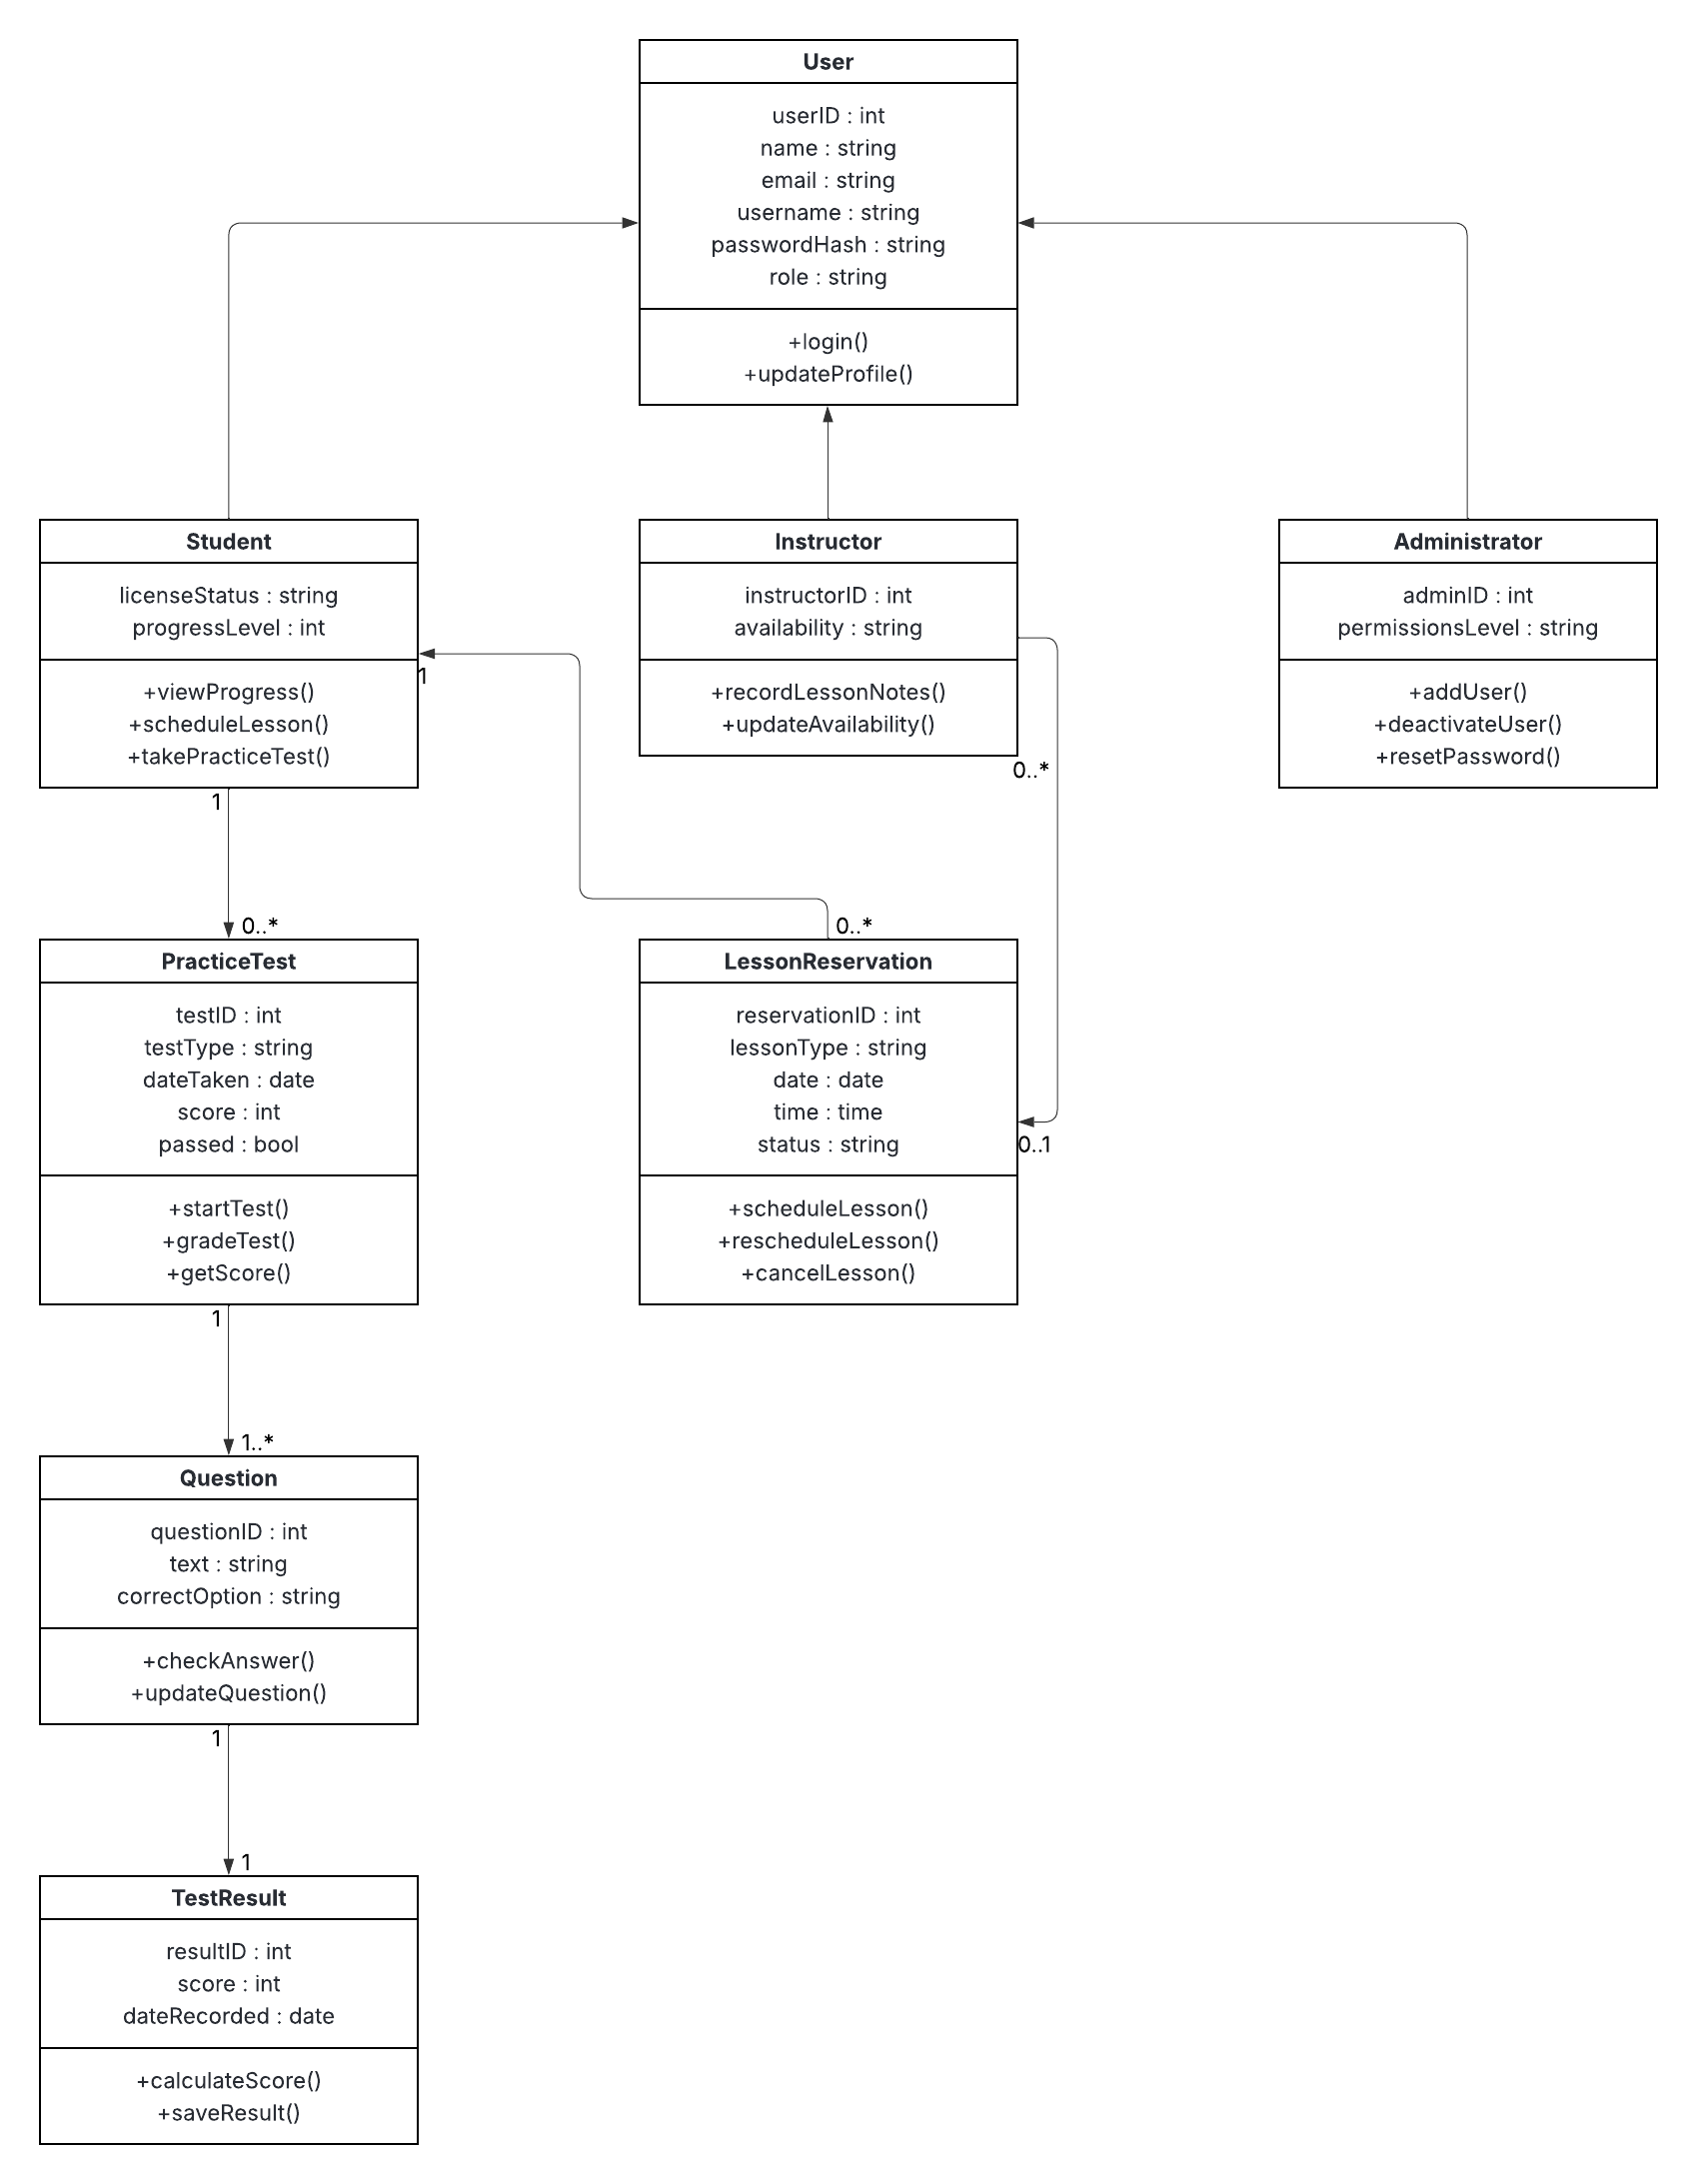 User
userID : int
name : string
email : string
username : string
passwordHash : string
role : string
+login()
+updateProfile()
Student
licenseStatus : string
progressLevel : int
+viewProgress()
+scheduleLesson()
+takePracticeTest()
Instructor
instructorID : int
availability : string
+recordLessonNotes()
+updateAvailability()
Administrator
adminID : int
permissionsLevel : string
+addUser()
+deactivateUser()
+resetPassword()
1
0..*
1
0..*
0..*
PracticeTest
testID : int
testType : string
dateTaken : date
score : int
passed : bool
+startTest()
+gradeTest()
+getScore()
LessonReservation
reservationID : int
lessonType : string
date : date
time : time
status : string
+scheduleLesson()
+rescheduleLesson()
+cancelLesson()
0..1
1
1..*
Question
questionID : int
text : string
correctOption : string
+checkAnswer()
+updateQuestion()
1
1
TestResult
resultID : int
score : int
dateRecorded : date
+calculateScore()
+saveResult()